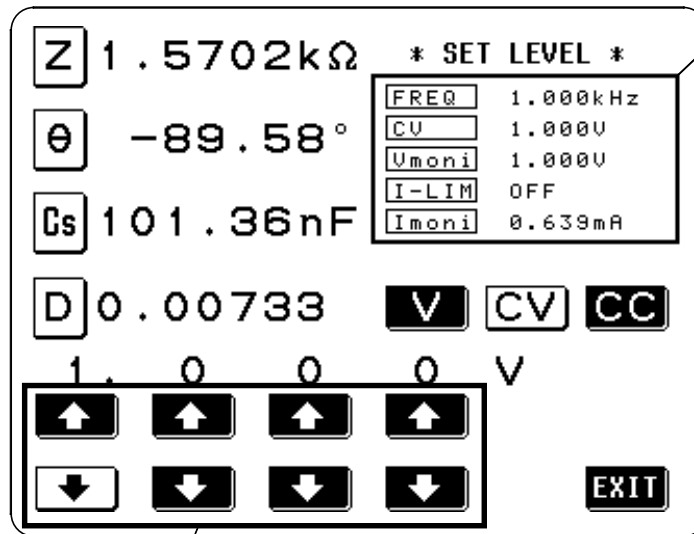 Z 1.5702kΩ
θ -89.58°
Cs 101.36nF
D 0.00733
* SET LEVEL *
FREQ 1.000kHz
CV 1.000V
Vmoni 1.000V
I-LIM OFF
Imoni 0.639mA
V CV CC
1. 0 0 0 V
EXIT